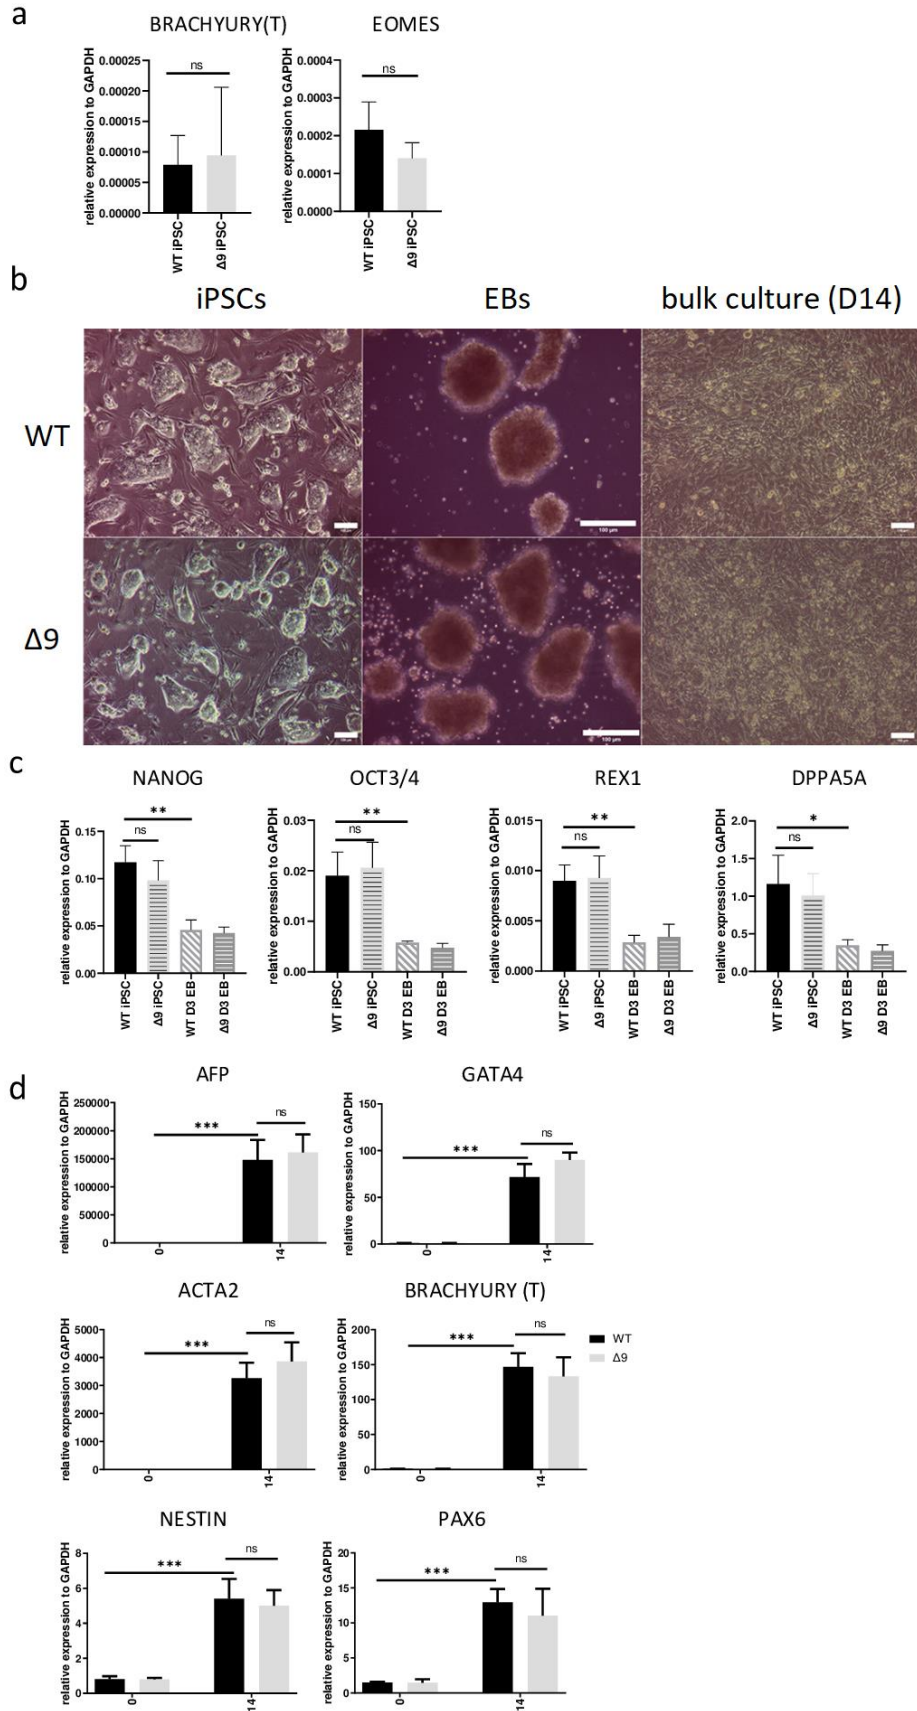 a
BRACHYURY(T)
EOMES
relative expression to GAPDH
0.00025
0.00020
0.00015
0.00010
0.00005
0.00000
ns
WT iPSC
Δ9 iPSC
relative expression to GAPDH
0.0004
0.0003
0.0002
0.0001
0.0000
ns
WT iPSC
Δ9 iPSC
b
iPSCs
EBs
bulk culture (D14)
WT
100 µm
Δ9
100 µm
c
NANOG
OCT3/4
REX1
DPPA5A
relative expression to GAPDH
0.15
0.10
0.05
0.00
**
ns
WT iPSC
Δ9 iPSC
WT D3 EB
Δ9 D3 EB
relative expression to GAPDH
0.03
0.02
0.01
0.00
**
ns
WT iPSC
Δ9 iPSC
WT D3 EB
Δ9 D3 EB
relative expression to GAPDH
0.015
0.010
0.005
0.000
**
ns
WT iPSC
Δ9 iPSC
WT D3 EB
Δ9 D3 EB
relative expression to GAPDH
2.0
1.5
1.0
0.5
0.0
*
ns
WT iPSC
Δ9 iPSC
WT D3 EB
Δ9 D3 EB
d
AFP
GATA4
relative expression to GAPDH
250000
200000
150000
100000
50000
0
***
ns
0
14
relative expression to GAPDH
150
100
50
0
***
ns
0
14
ACTA2
BRACHYURY (T)
relative expression to GAPDH
5000
4000
3000
2000
1000
0
***
ns
0
14
relative expression to GAPDH
200
150
100
50
0
***
ns
0
14
WT
Δ9
NESTIN
PAX6
relative expression to GAPDH
8
6
4
2
0
***
ns
0
14
relative expression to GAPDH
20
15
10
5
0
***
ns
0
14